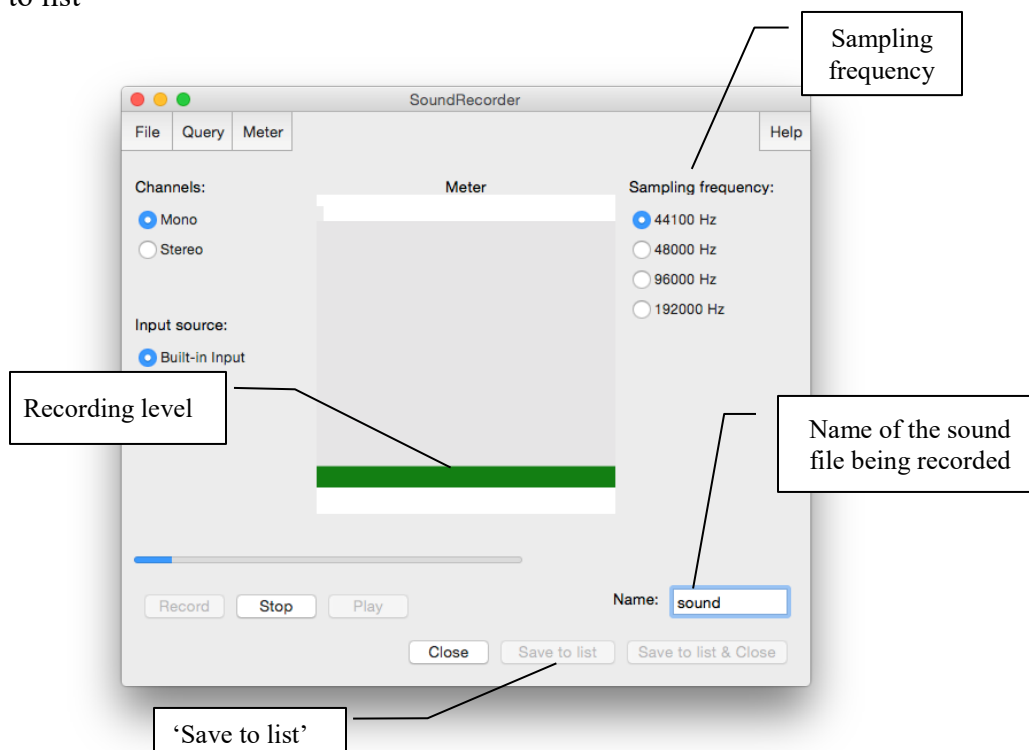 to list
Sampling
frequency
SoundRecorder
File Query Meter Help
Channels: Meter Sampling frequency:
Mono 44100 Hz
Stereo 48000 Hz
96000 Hz
192000 Hz
Input source:
Built-in Input
Recording level
Name of the sound
file being recorded
Record Stop Play Name: sound
Close Save to list Save to list & Close
‘Save to list’